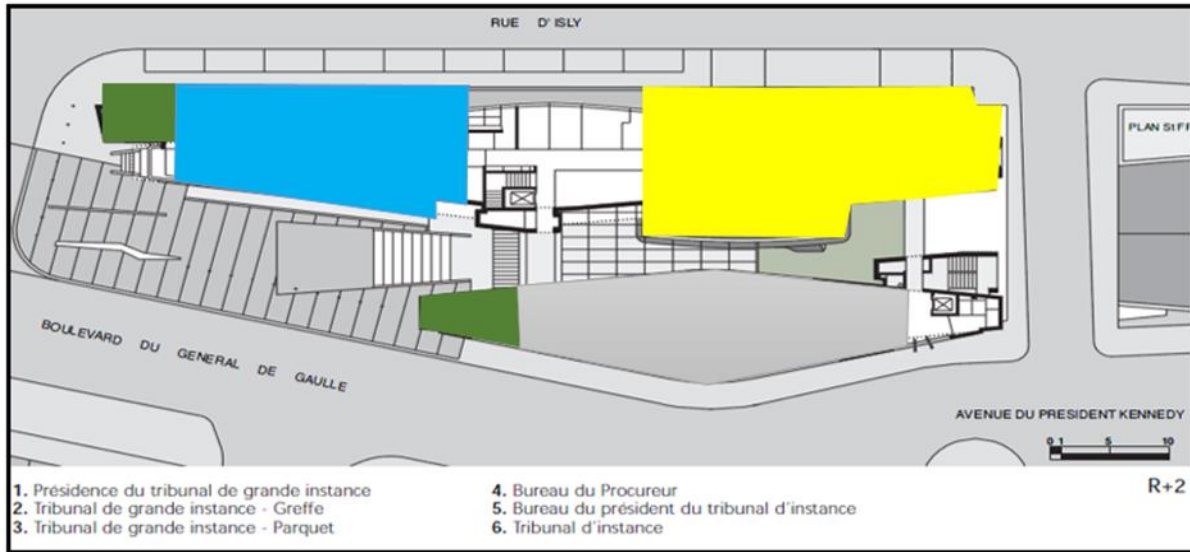 RUE D'ISLY
PLAN St F
BOULEVARD DU GENERAL DE GAULLE
AVENUE DU PRESIDENT KENNEDY
0 1 5 10
R+2
1. Présidence du tribunal de grande instance
2. Tribunal de grande instance - Greffe
3. Tribunal de grande instance - Parquet
4. Bureau du Procureur
5. Bureau du président du tribunal d'instance
6. Tribunal d'instance